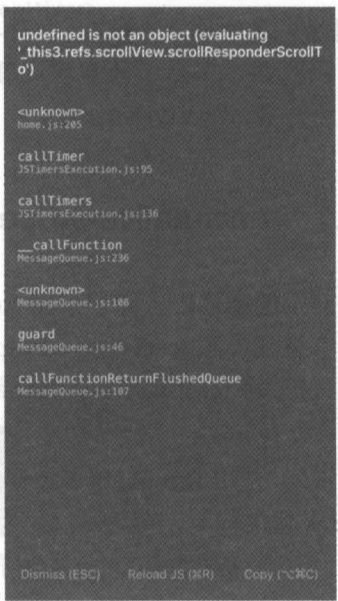 undefined is not an object (evaluating
'_this3.refs.scrollView.scrollResponderScrollT
o')
<unknown>
home.js:205
callTimer
JSTimersExecution.js:95
callTimers
JSTimersExecution.js:136
__callFunction
MessageQueue.js:236
<unknown>
MessageQueue.js:108
guard
MessageQueue.js:46
callFunctionReturnFlushedQueue
MessageQueue.js:107
Dismiss (ESC) Reload JS (⌘R) Copy (⌥⌘C)